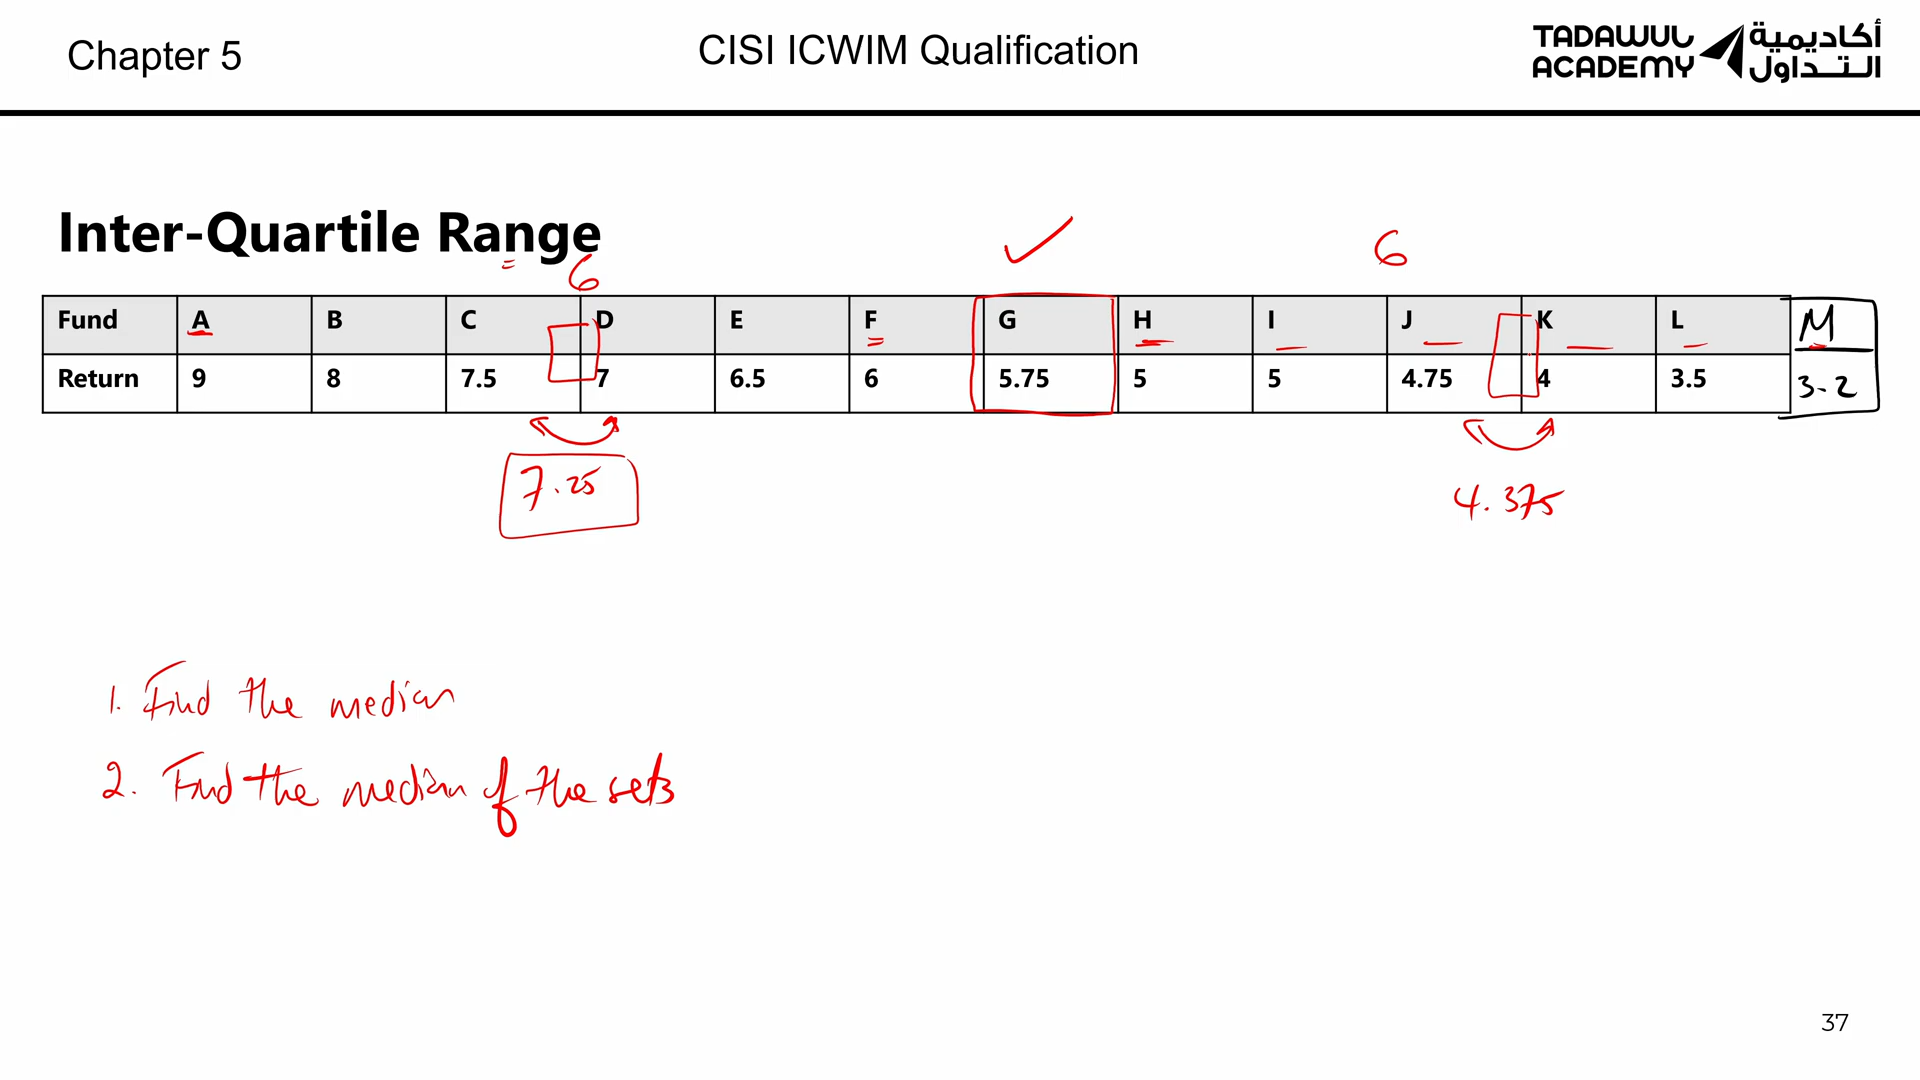 Chapter 5
CISI ICWIM Qualification
TADAWUL ACADEMY
أكاديمية التداول
Inter-Quartile Range
6
6
Fund A B C D E F G H I J K L M
Return 9 8 7.5 7 6.5 6 5.75 5 5 4.75 4 3.5 3.2
7.25
4.375
1. Find the median
2. Find the median of the sets
37